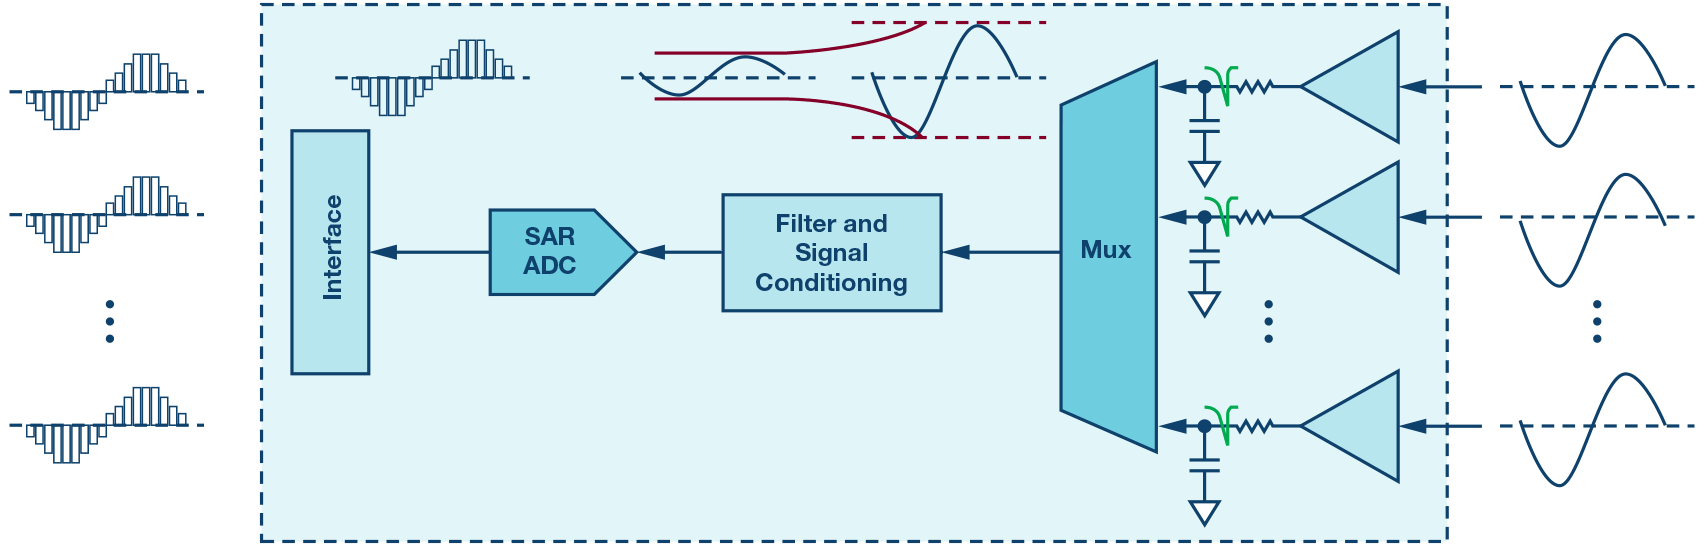 Interface
SAR
ADC
Filter and
Signal
Conditioning
Mux